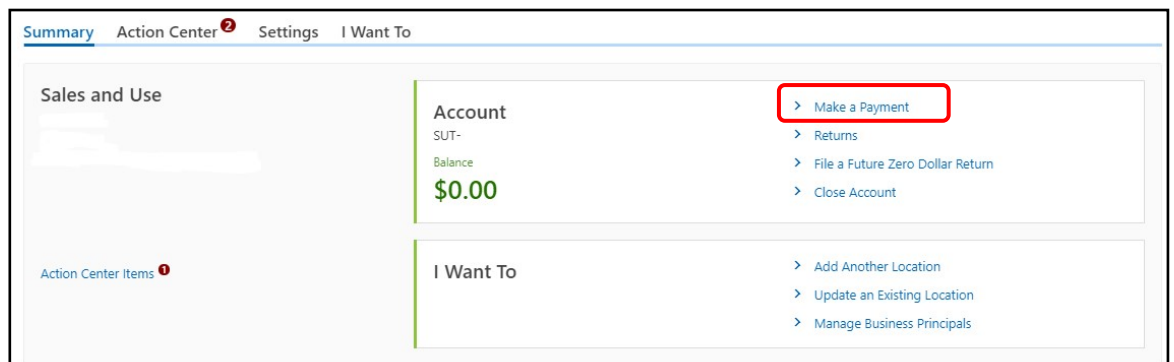 Summary Action Center 2 Settings I Want To
Sales and Use
Account
SUT-
Balance
$0.00
> Make a Payment
> Returns
> File a Future Zero Dollar Return
> Close Account
Action Center Items 1
I Want To
> Add Another Location
> Update an Existing Location
> Manage Business Principals